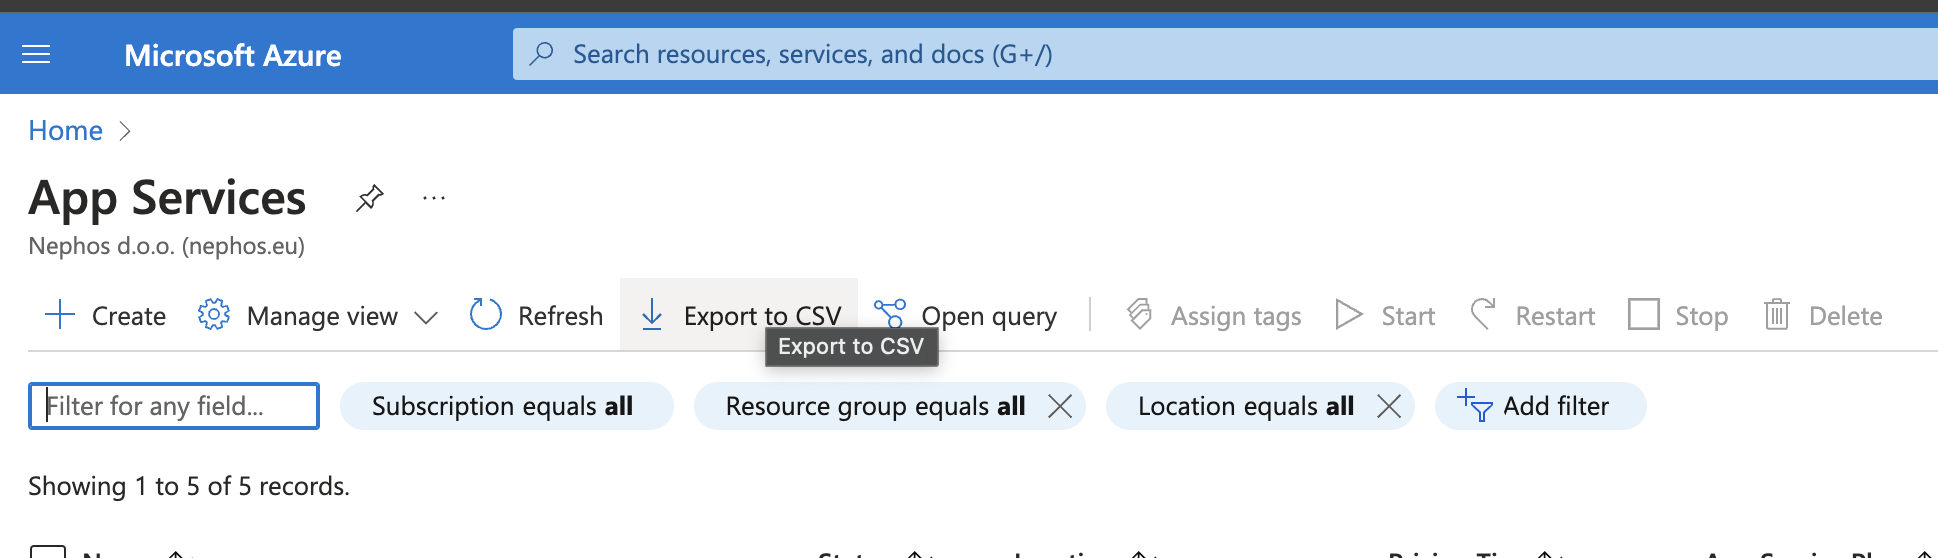 Microsoft Azure
Search resources, services, and docs (G+/)
Home
App Services
Nephos d.o.o. (nephos.eu)
Create Manage view Refresh Export to CSV Open query Assign tags Start Restart Stop Delete
Export to CSV
Filter for any field... Subscription equals all Resource group equals all Location equals all Add filter
Showing 1 to 5 of 5 records.